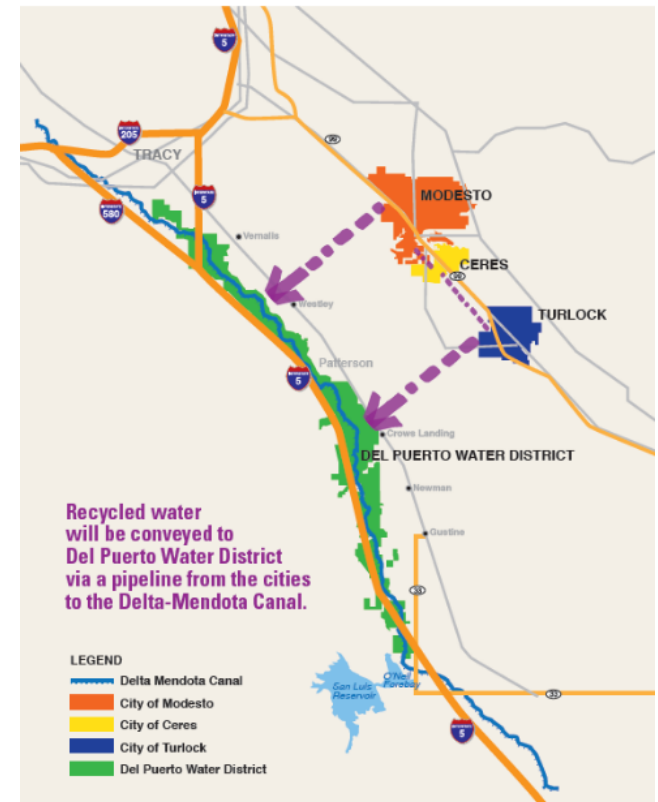 5
INTERSTATE
205
TRACY
99
580
5
MODESTO
Vernalis
CERES
99
Westley
TURLOCK
Patterson
5
Crows Landing
DEL PUERTO WATER DISTRICT
Newman
Recycled water
will be conveyed to
Del Puerto Water District
via a pipeline from the cities
to the Delta-Mendota Canal.
Gustine
33
LEGEND
Delta Mendota Canal
City of Modesto
City of Ceres
City of Turlock
Del Puerto Water District
San Luis
Reservoir
O'Neil
Forebay
33
5